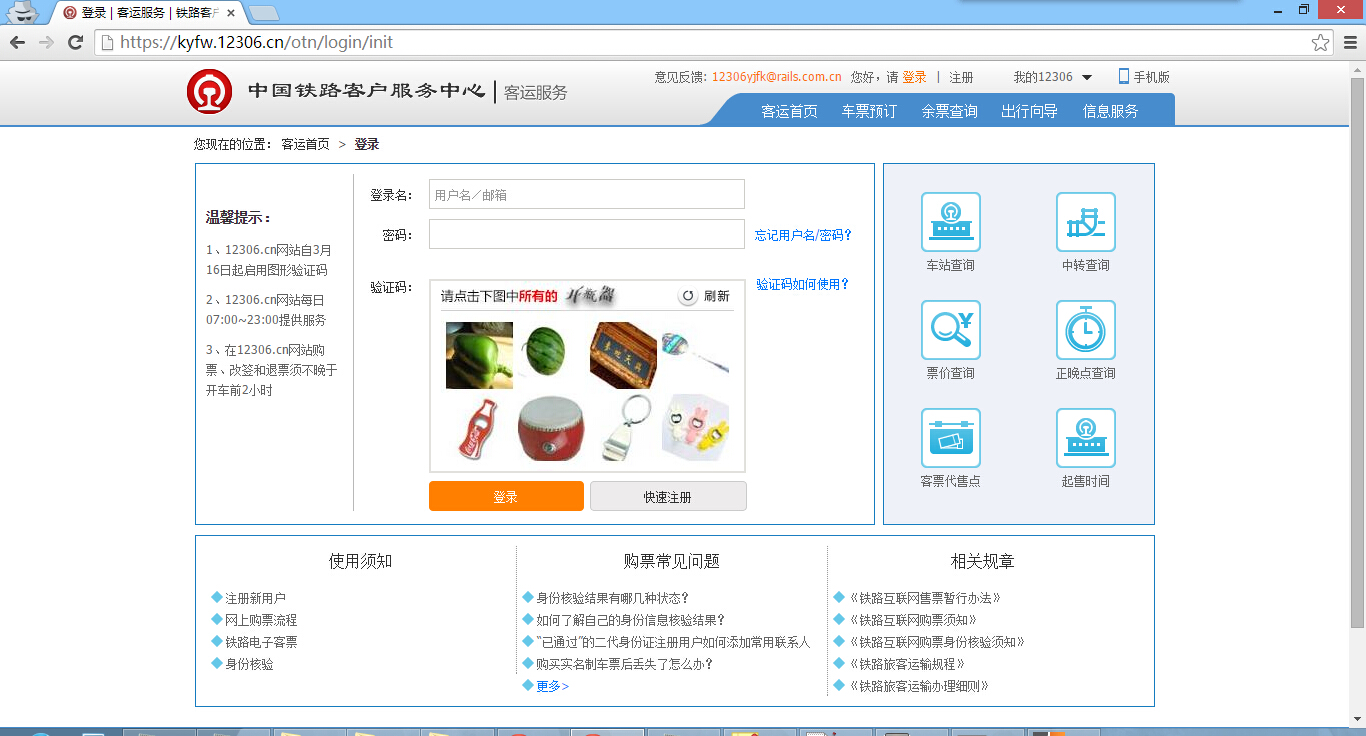 登录 | 客运服务 | 铁路客户
https://kyfw.12306.cn/otn/login/init
中国铁路客户服务中心 | 客运服务
意见反馈: 12306yjfk@rails.com.cn 您好，请 登录 | 注册 我的12306 手机版
客运首页 车票预订 余票查询 出行向导 信息服务
您现在的位置： 客运首页 > 登录
温馨提示：
1、12306.cn网站自3月
16日起启用图形验证码
2、12306.cn网站每日
07:00~23:00提供服务
3、在12306.cn网站购
票、改签和退票须不晚于
开车前2小时
登录名： 用户名／邮箱
密码： 忘记用户名/密码?
验证码： 验证码如何使用?
请点击下图中所有的 开瓶器 刷新
登录 快速注册
车站查询 中转查询
¥
票价查询 正晚点查询
客票代售点 起售时间
使用须知
注册新用户
网上购票流程
铁路电子客票
身份核验
购票常见问题
身份核验结果有哪几种状态?
如何了解自己的身份信息核验结果?
“已通过”的二代身份证注册用户如何添加常用联系人
购买实名制车票后丢失了怎么办?
更多>
相关规章
《铁路互联网售票暂行办法》
《铁路互联网购票须知》
《铁路互联网购票身份核验须知》
《铁路旅客运输规程》
《铁路旅客运输办理细则》